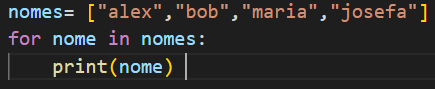 nomes= ["alex","bob","maria","josefa"]
for nome in nomes:
    print(nome)